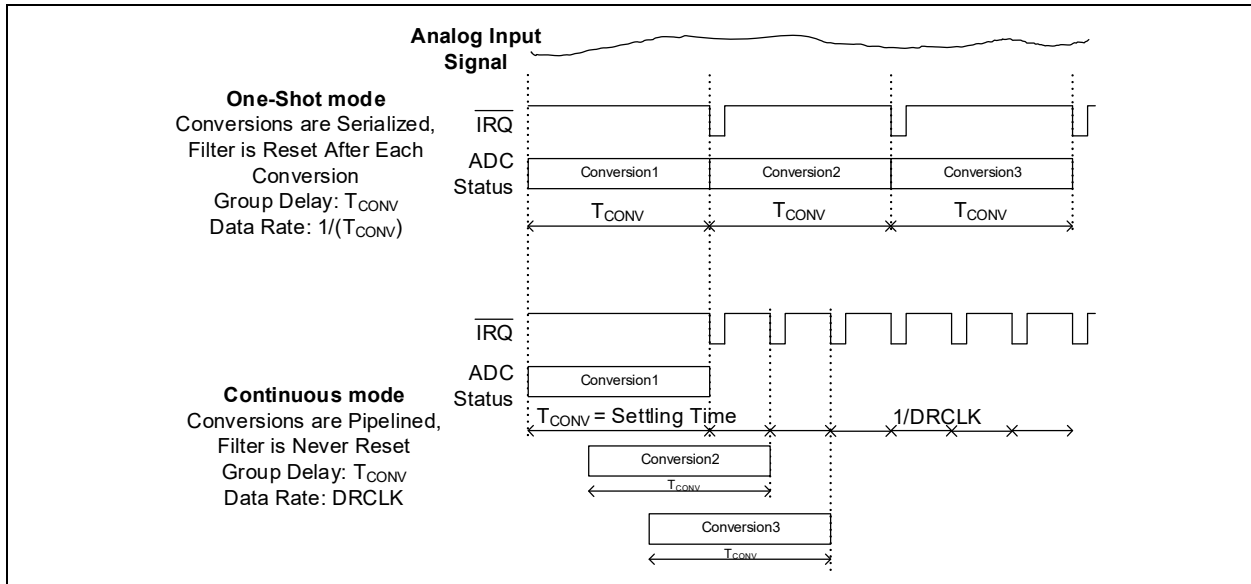 Analog Input
Signal
One-Shot mode
Conversions are Serialized,
Filter is Reset After Each
Conversion
Group Delay: TCONV
Data Rate: 1/(TCONV)
IRQ
ADC
Status
Conversion1
Conversion2
Conversion3
TCONV
TCONV
TCONV
IRQ
ADC
Status
Conversion1
Continuous mode
Conversions are Pipelined,
Filter is Never Reset
Group Delay: TCONV
Data Rate: DRCLK
TCONV = Settling Time
1/DRCLK
Conversion2
TCONV
Conversion3
TCONV